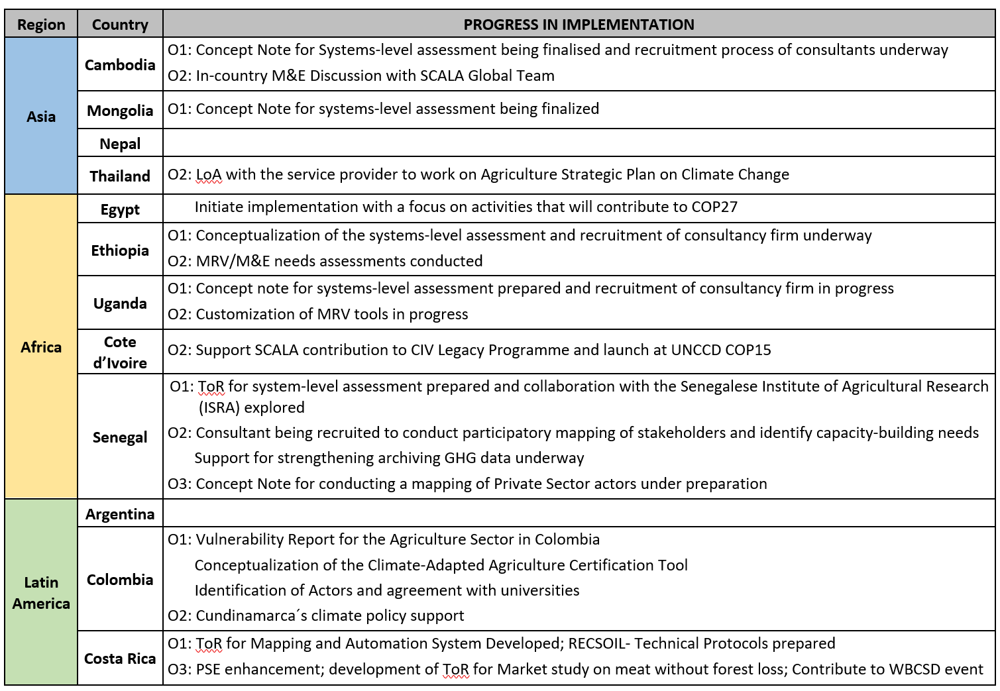 Region Country PROGRESS IN IMPLEMENTATION
Asia
Cambodia
O1: Concept Note for Systems-level assessment being finalised and recruitment process of consultants underway
O2: In-country M&E Discussion with SCALA Global Team
Mongolia
O1: Concept Note for systems-level assessment being finalized
Nepal
Thailand
O2: LoA with the service provider to work on Agriculture Strategic Plan on Climate Change
Africa
Egypt
Initiate implementation with a focus on activities that will contribute to COP27
Ethiopia
O1: Conceptualization of the systems-level assessment and recruitment of consultancy firm underway
O2: MRV/M&E needs assessments conducted
Uganda
O1: Concept note for systems-level assessment prepared and recruitment of consultancy firm in progress
O2: Customization of MRV tools in progress
Cote
d’Ivoire
O2: Support SCALA contribution to CIV Legacy Programme and launch at UNCCD COP15
Senegal
O1: ToR for system-level assessment prepared and collaboration with the Senegalese Institute of Agricultural Research
(ISRA) explored
O2: Consultant being recruited to conduct participatory mapping of stakeholders and identify capacity-building needs
Support for strengthening archiving GHG data underway
O3: Concept Note for conducting a mapping of Private Sector actors under preparation
Latin
America
Argentina
Colombia
O1: Vulnerability Report for the Agriculture Sector in Colombia
Conceptualization of the Climate-Adapted Agriculture Certification Tool
Identification of Actors and agreement with universities
O2: Cundinamarca´s climate policy support
Costa Rica
O1: ToR for Mapping and Automation System Developed; RECSOIL- Technical Protocols prepared
O3: PSE enhancement; development of ToR for Market study on meat without forest loss; Contribute to WBCSD event